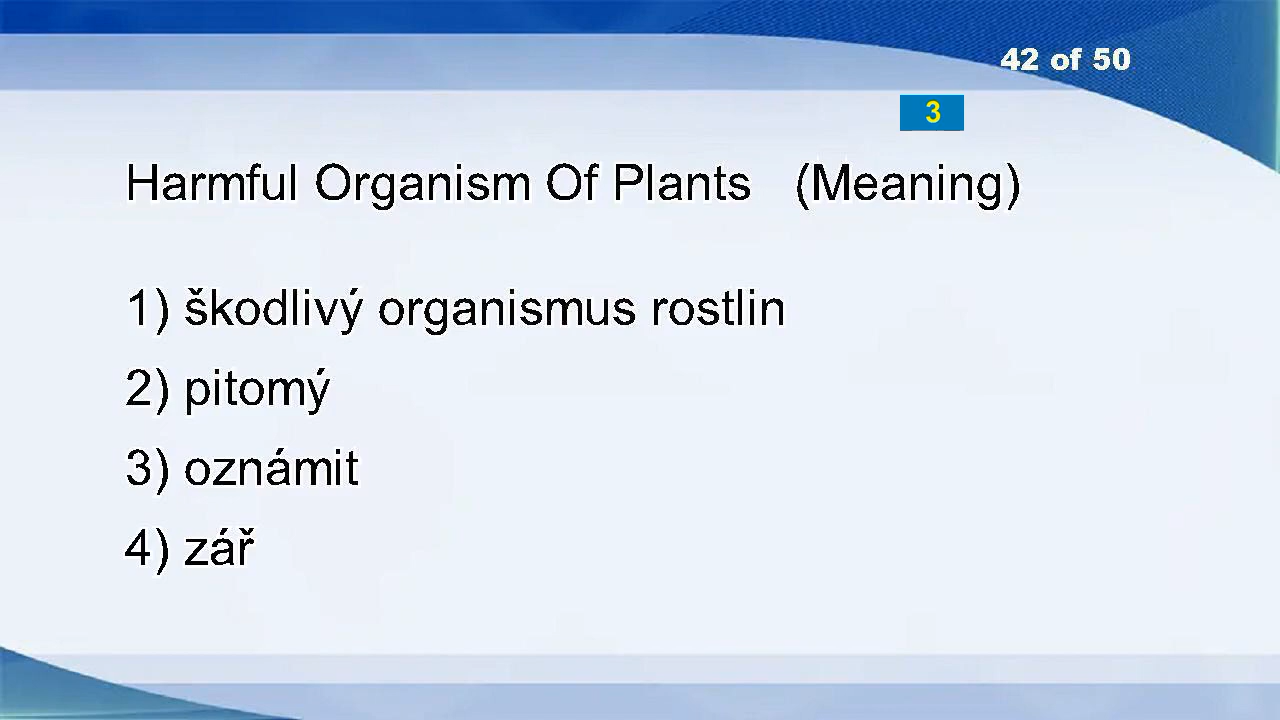 42 of 50
3
Harmful Organism Of Plants (Meaning)
1) škodlivý organismus rostlin
2) pitomý
3) oznámit
4) zář